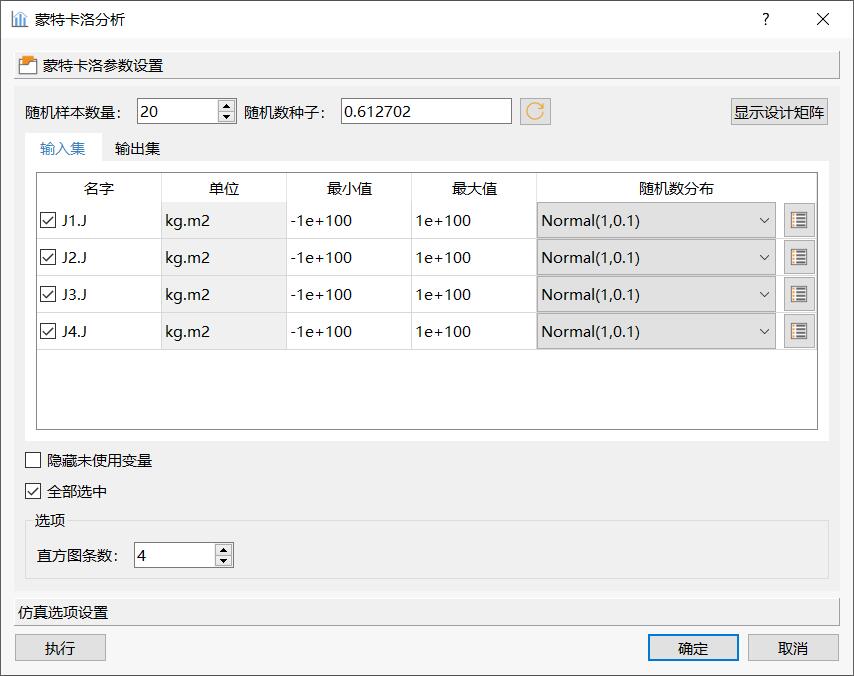 蒙特卡洛分析
蒙特卡洛参数设置
随机样本数量： 20 随机数种子： 0.612702 显示设计矩阵
输入集 输出集
名字 单位 最小值 最大值 随机数分布
J1.J kg.m2 -1e+100 1e+100 Normal(1,0.1)
J2.J kg.m2 -1e+100 1e+100 Normal(1,0.1)
J3.J kg.m2 -1e+100 1e+100 Normal(1,0.1)
J4.J kg.m2 -1e+100 1e+100 Normal(1,0.1)
隐藏未使用变量
全部选中
选项
直方图条数： 4
仿真选项设置
执行 确定 取消